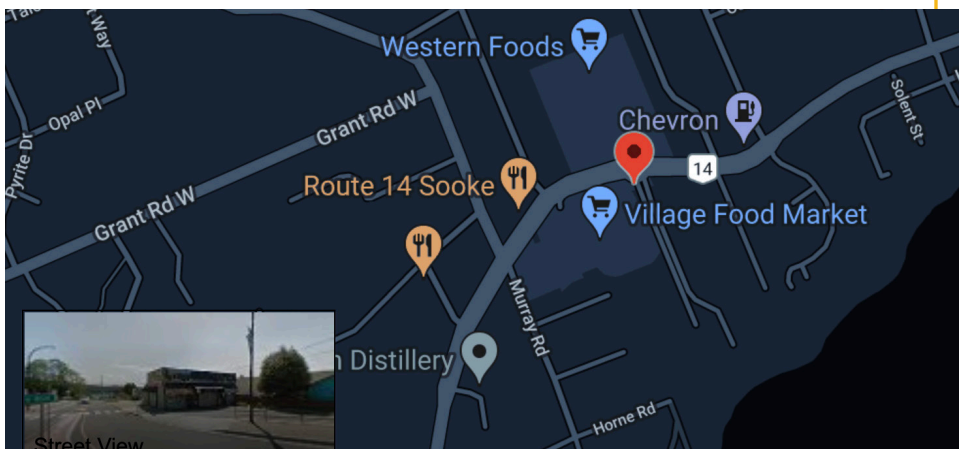 t Way
Western Foods
Opal Pl
Grant Rd W
Chevron
Solent St
Pyrite Dr
14
Route 14 Sooke
Village Food Market
Grant Rd W
Murray Rd
n Distillery
Horne Rd
Street View